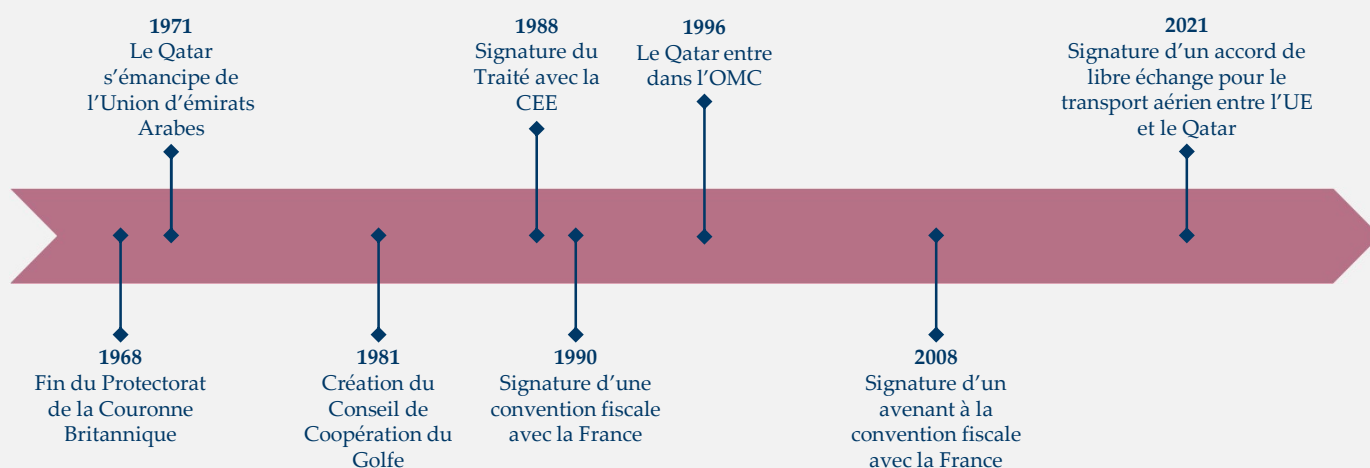 1971
Le Qatar
s’émancipe de
l’Union d’émirats
Arabes
1988
Signature du
Traité avec la
CEE
1996
Le Qatar entre
dans l’OMC
2021
Signature d’un accord de
libre échange pour le
transport aérien entre l’UE
et le Qatar
1968
Fin du Protectorat
de la Couronne
Britannique
1981
Création du
Conseil de
Coopération du
Golfe
1990
Signature d’une
convention fiscale
avec la France
2008
Signature d’un
avenant à la
convention fiscale
avec la France